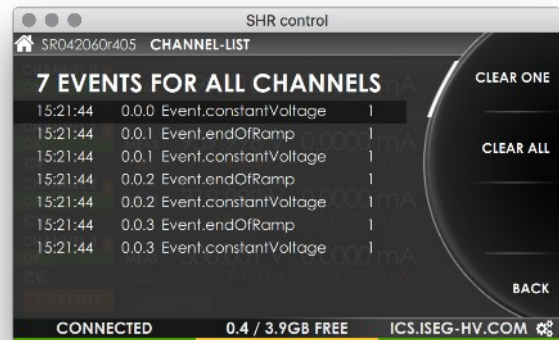 SHR control
SR042060r405 CHANNEL-LIST
7 EVENTS FOR ALL CHANNELS
15:21:44 0.0.0 Event.constantVoltage 1
15:21:44 0.0.1 Event.endOfRamp 1
15:21:44 0.0.1 Event.constantVoltage 1
15:21:44 0.0.2 Event.endOfRamp 1
15:21:44 0.0.2 Event.constantVoltage 1
15:21:44 0.0.3 Event.endOfRamp 1
15:21:44 0.0.3 Event.constantVoltage 1
7 EVENTS
CLEAR ONE
CLEAR ALL
BACK
CONNECTED 0.4 / 3.9GB FREE ICS.ISEG-HV.COM